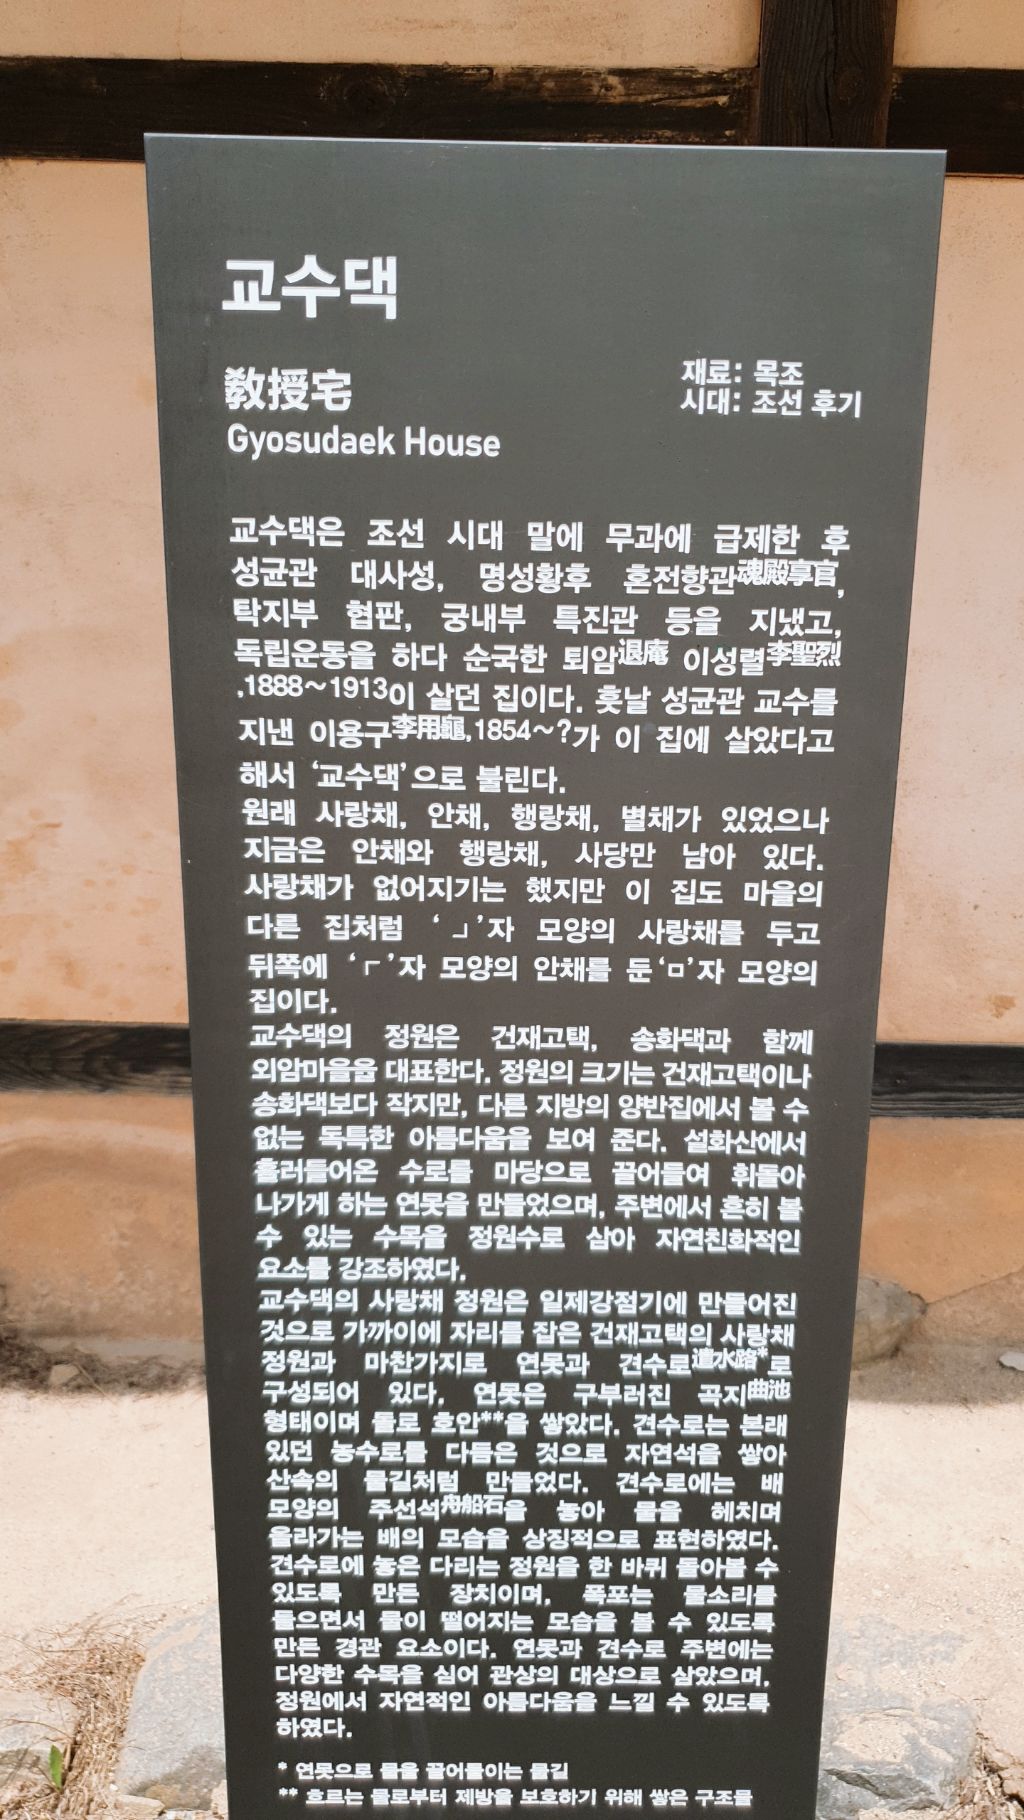 교수댁
敎授宅
재료: 목조
시대: 조선 후기
Gyosudaek House
교수댁은 조선 시대 말에 무과에 급제한 후
성균관 대사성, 명성황후 혼전향관魂殿享官,
탁지부 협판, 궁내부 특진관 등을 지냈고,
독립운동을 하다 순국한 퇴암退庵 이성렬李聖烈
,1888~1913이 살던 집이다. 훗날 성균관 교수를
지낸 이용구李用龜,1854~?가 이 집에 살았다고
해서 ‘교수댁’으로 불린다.
원래 사랑채, 안채, 행랑채, 별채가 있었으나
지금은 안채와 행랑채, 사당만 남아 있다.
사랑채가 없어지기는 했지만 이 집도 마을의
다른 집처럼 ‘」’자 모양의 사랑채를 두고
뒤쪽에 ‘ㄷ’자 모양의 안채를 둔‘ㅁ’자 모양의
집이다.
교수댁의 정원은 건재고택, 송화댁과 함께
외암마을을 대표한다. 정원의 크기는 건재고택이나
송화댁보다 작지만, 다른 지방의 양반집에서 볼 수
없는 독특한 아름다움을 보여 준다. 설화산에서
흘러들어온 수로를 마당으로 끌어들여 휘돌아
나가게 하는 연못을 만들었으며, 주변에서 흔히 볼
수 있는 수목을 정원수로 삼아 자연친화적인
요소를 강조하였다.
교수댁의 사랑채 정원은 일제강점기에 만들어진
것으로 가까이에 자리를 잡은 건재고택의 사랑채
정원과 마찬가지로 연못과 견수로遣水路*로
구성되어 있다. 연못은 구부러진 곡지曲池
형태이며 돌로 호안**을 쌓았다. 견수로는 본래
있던 농수로를 다듬은 것으로 자연석을 쌓아
산속의 물길처럼 만들었다. 견수로에는 배
모양의 주선석舟船石을 놓아 물을 헤치며
올라가는 배의 모습을 상징적으로 표현하였다.
견수로에 놓은 다리는 정원을 한 바퀴 돌아볼 수
있도록 만든 장치이며, 폭포는 물소리를
들으면서 물이 떨어지는 모습을 볼 수 있도록
만든 경관 요소이다. 연못과 견수로 주변에는
다양한 수목을 심어 관상의 대상으로 삼았으며,
정원에서 자연적인 아름다움을 느낄 수 있도록
하였다.
* 연못으로 물을 끌어들이는 물길
** 흐르는 물로부터 제방을 보호하기 위해 쌓은 구조물